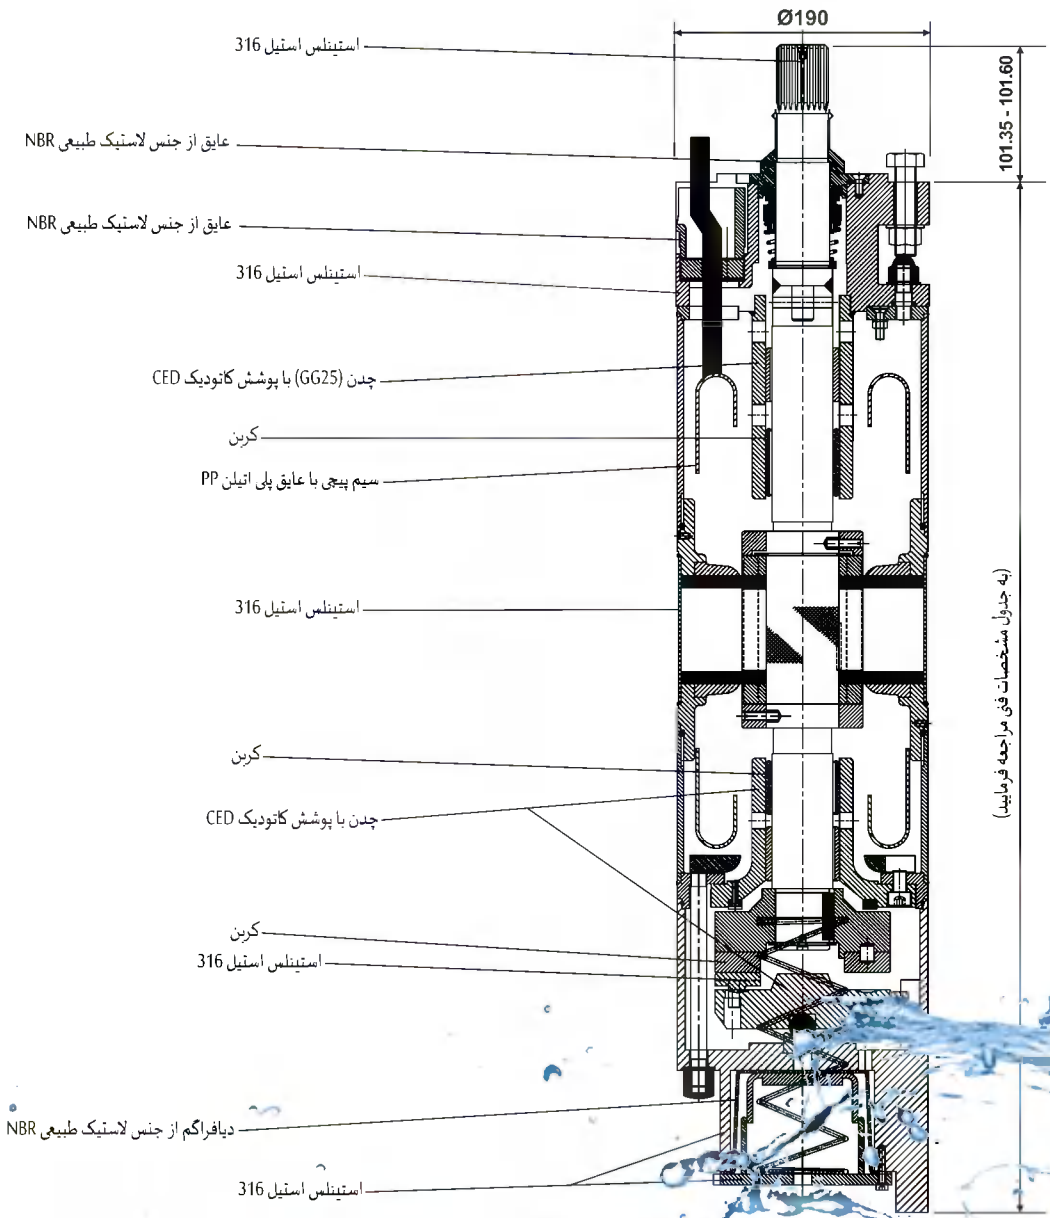 Ø190
استینلس استیل 316
101.35 - 101.60
عایق از جنس لاستیک طبیعی NBR
عایق از جنس لاستیک طبیعی NBR
استینلس استیل 316
چدن (GG25) با پوشش کاتودیک CED
کربن
سیم پیچی با عایق پلی اتیلن PP
استینلس استیل 316
(به جدول مشخصات فنی مراجعه فرمایید)
کربن
چدن با پوشش کاتودیک CED
کربن
استینلس استیل 316
دیافراگم از جنس لاستیک طبیعی NBR
استینلس استیل 316